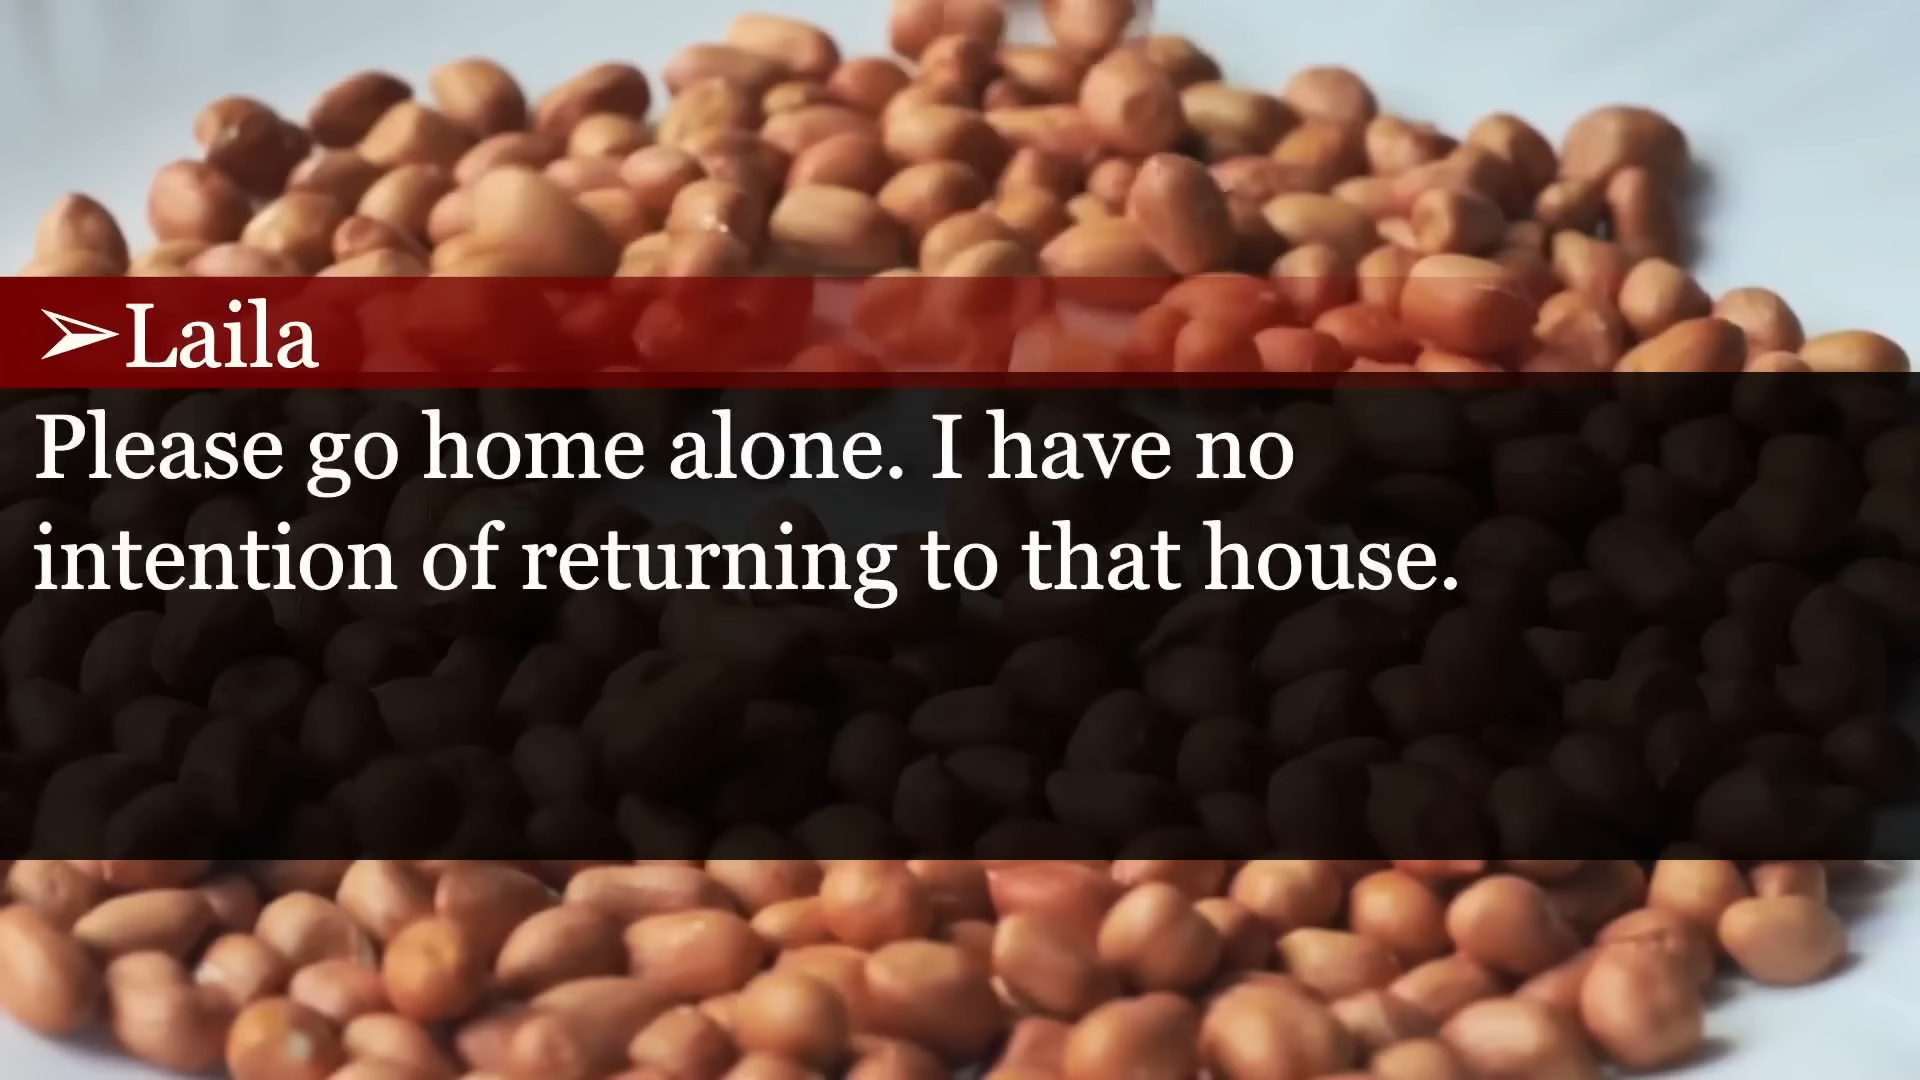 ➢Laila
Please go home alone. I have no
intention of returning to that house.